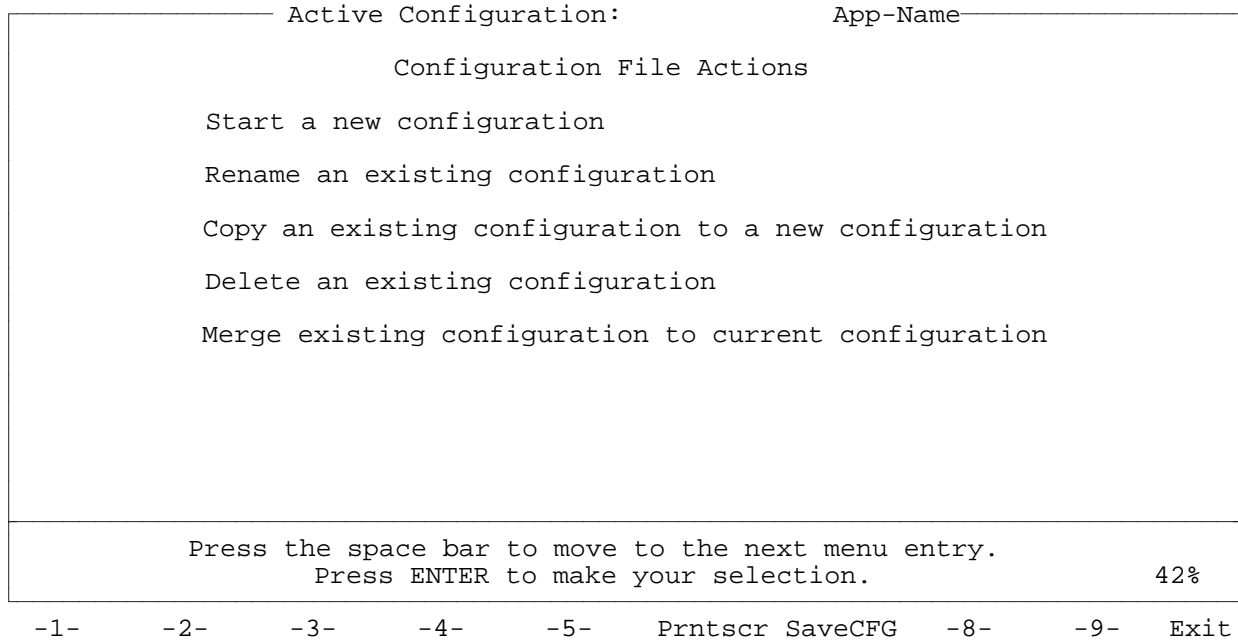 Active Configuration: App-Name
Configuration File Actions
Start a new configuration
Rename an existing configuration
Copy an existing configuration to a new configuration
Delete an existing configuration
Merge existing configuration to current configuration
Press the space bar to move to the next menu entry.
Press ENTER to make your selection. 42%
-1- -2- -3- -4- -5- Prntscr SaveCFG -8- -9- Exit